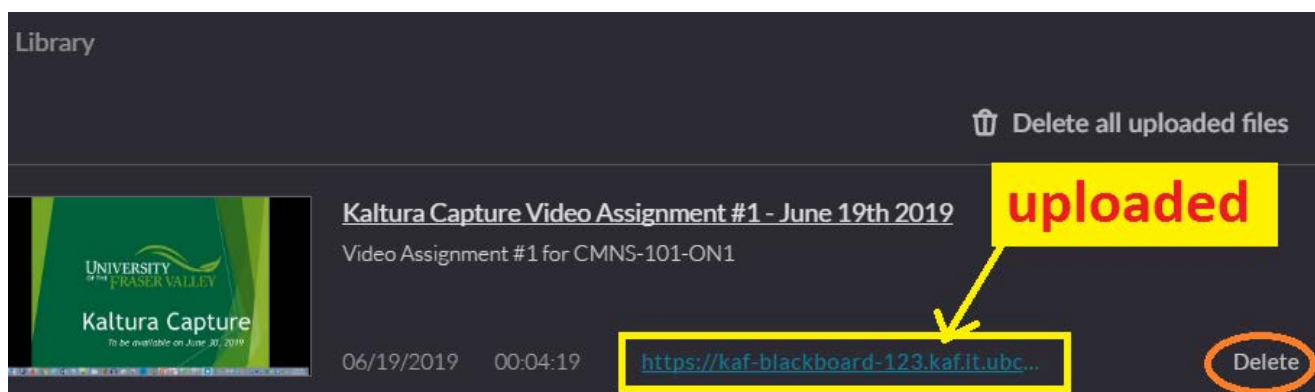 Library
Delete all uploaded files
uploaded
Kaltura Capture Video Assignment #1 - June 19th 2019
Video Assignment #1 for CMNS-101-ON1
UNIVERSITY
OF THE FRASER VALLEY
Kaltura Capture
To be available on June 30, 2019
06/19/2019 00:04:19 https://kaf-blackboard-123.kaf.it.ubc... Delete